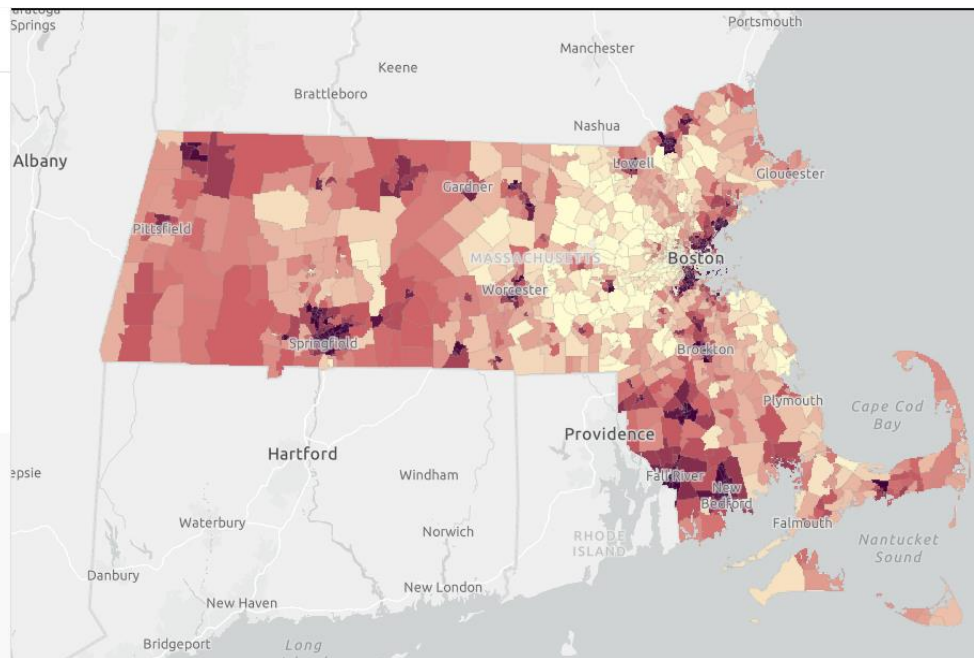 Springs
Portsmouth
Manchester
Keene
Brattleboro
Nashua
Albany
Lowell
Gardner
Gloucester
Pittsfield
MASSACHUSETTS
Boston
Worcester
Springfield
Brockton
Plymouth
Cape Cod
Bay
Providence
Hartford
epsie
Windham
Fall River
New
Bedford
Waterbury
Falmouth
Norwich
RHODE
ISLAND
Nantucket
Sound
Danbury
New London
New Haven
Bridgeport
Long